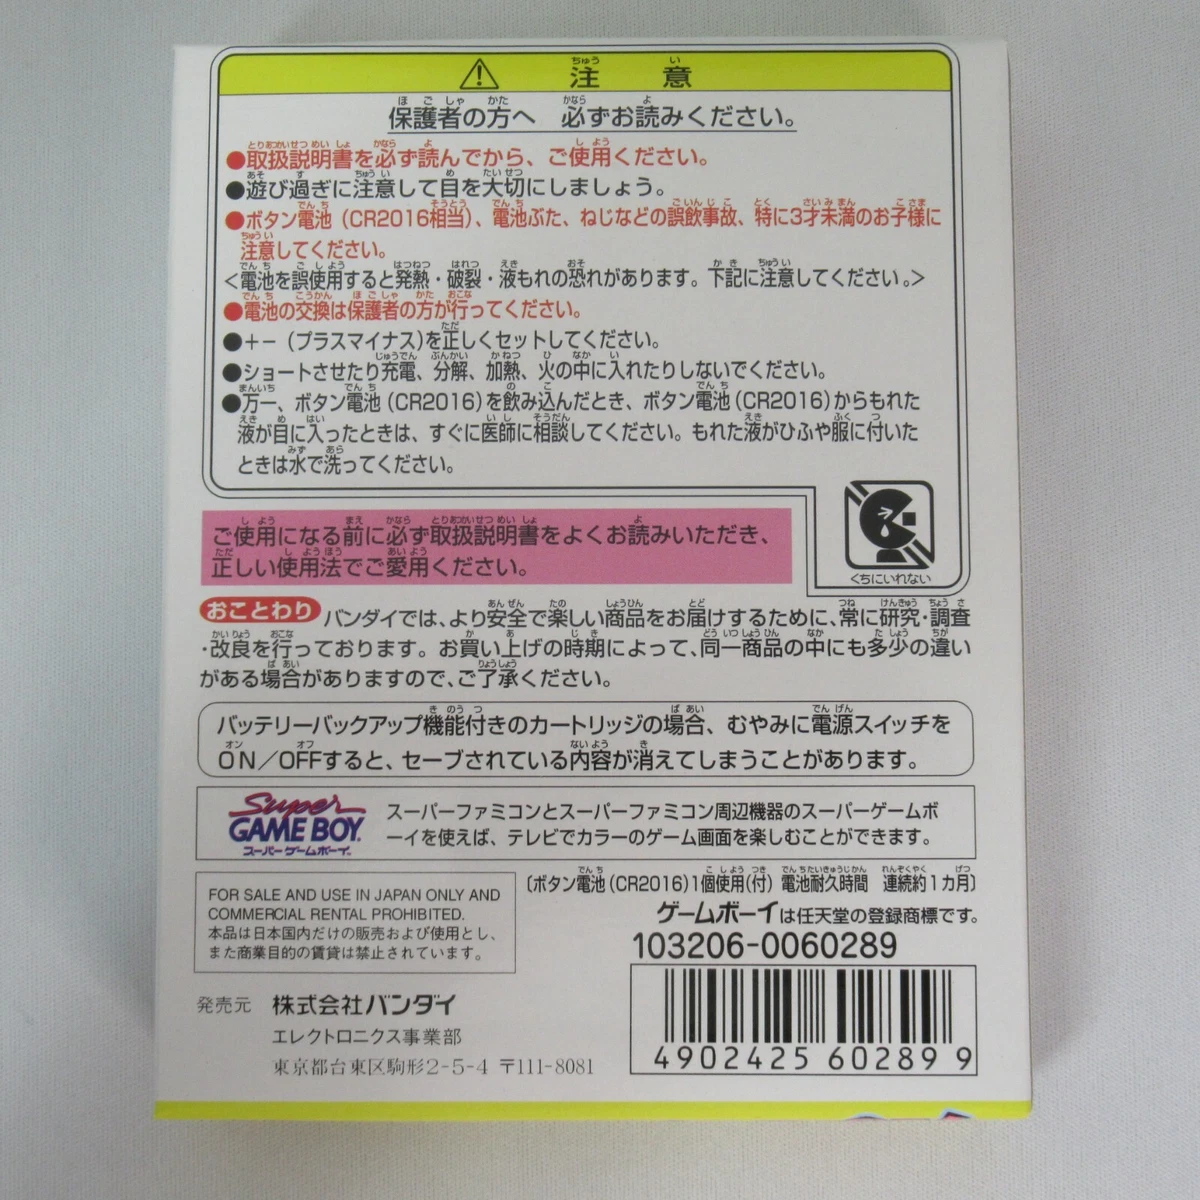 注意
保護者の方へ 必ずお読みください。
●取扱説明書を必ず読んでから、ご使用ください。
●遊び過ぎに注意して目を大切にしましょう。
●ボタン電池(CR2016相当)、電池ぶた、ねじなどの誤飲事故、特に3才未満のお子様に
注意してください。
<電池を誤使用すると発熱・破裂・液もれの恐れがあります。下記に注意してください。>
●電池の交換は保護者の方が行ってください。
●+-(プラスマイナス)を正しくセットしてください。
●ショートさせたり充電、分解、加熱、火の中に入れたりしないでください。
●万一、ボタン電池(CR2016)を飲み込んだとき、ボタン電池(CR2016)からもれた
液が目に入ったときは、すぐに医師に相談してください。もれた液がひふや服に付いた
ときは水で洗ってください。
くちにいれない
ご使用になる前に必ず取扱説明書をよくお読みいただき、
正しい使用法でご愛用ください。
おことわり バンダイでは、より安全で楽しい商品をお届けするために、常に研究・調査
・改良を行っております。お買い上げの時期によって、同一商品の中にも多少の違い
がある場合がありますので、ご了承ください。
バッテリーバックアップ機能付きのカートリッジの場合、むやみに電源スイッチを
ON/OFFすると、セーブされている内容が消えてしまうことがあります。
Super
GAME BOY
スーパーゲームボーイ
スーパーファミコンとスーパーファミコン周辺機器のスーパーゲームボ
ーイを使えば、テレビでカラーのゲーム画面を楽しむことができます。
FOR SALE AND USE IN JAPAN ONLY AND
COMMERCIAL RENTAL PROHIBITED.
本品は日本国内だけの販売および使用とし、
また商業目的の賃貸は禁止されています。
〔ボタン電池(CR2016)1個使用(付) 電池耐久時間 連続約1カ月〕
ゲームボーイは任天堂の登録商標です。
103206-0060289
発売元 株式会社バンダイ
エレクトロニクス事業部
東京都台東区駒形2-5-4 〒111-8081
4902425602899